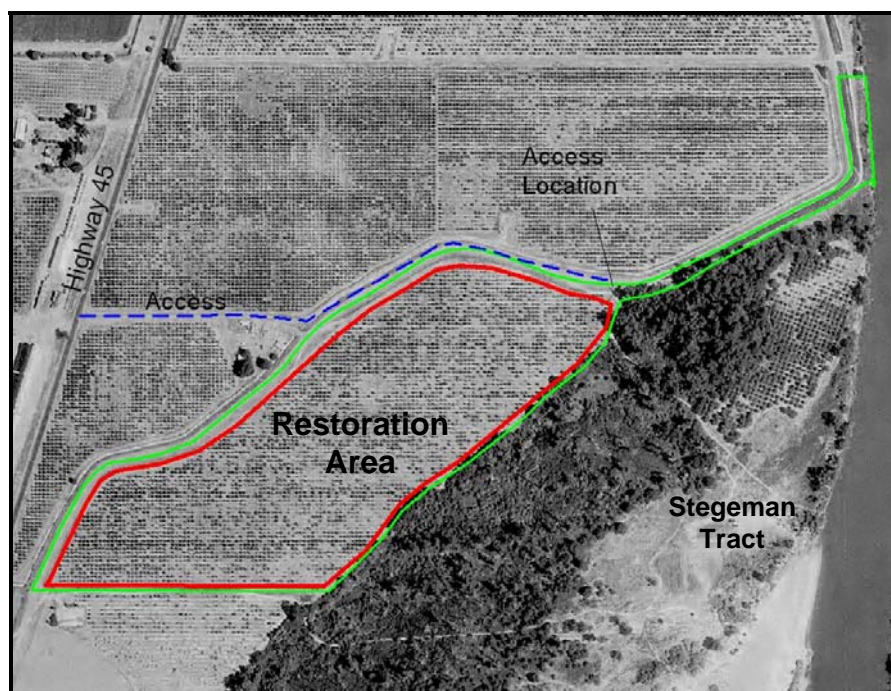 Access
Location
Highway 45
Access
Restoration
Area
Stegeman
Tract